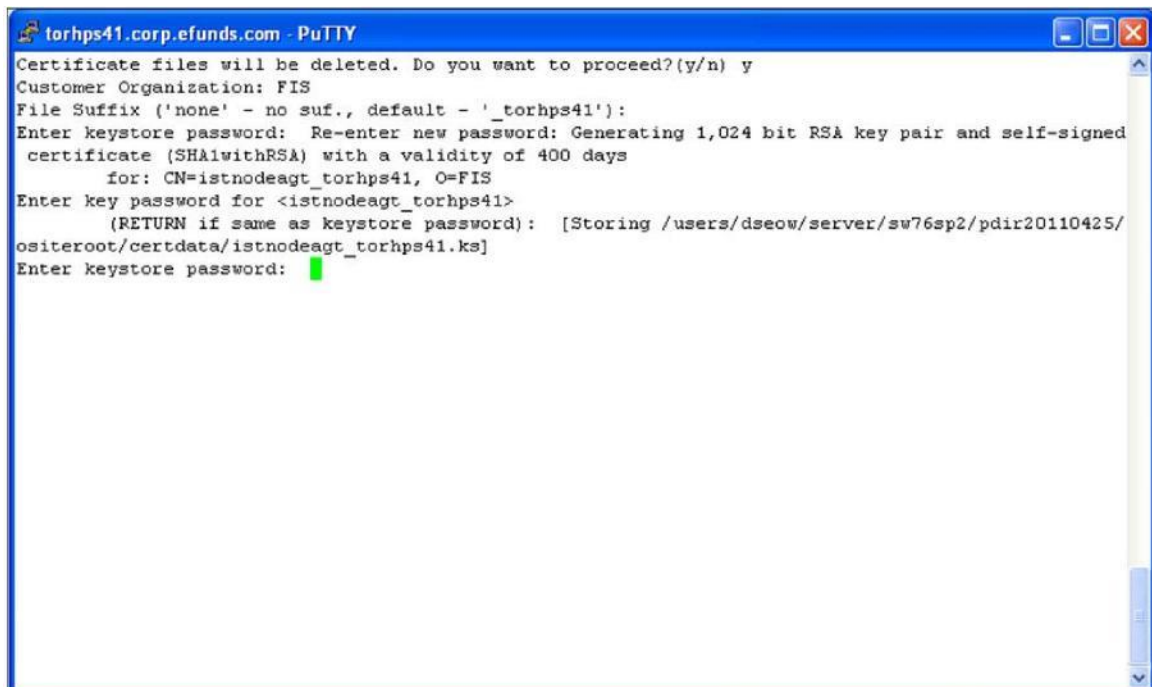 torhps41.corp.efunds.com - PuTTY
Certificate files will be deleted. Do you want to proceed?(y/n) y
Customer Organization: FIS
File Suffix ('none' - no suf., default - '_torhps41'):
Enter keystore password:  Re-enter new password: Generating 1,024 bit RSA key pair and self-signed
 certificate (SHA1withRSA) with a validity of 400 days
        for: CN=istnodeagt_torhps41, O=FIS
Enter key password for <istnodeagt_torhps41>
        (RETURN if same as keystore password):  [Storing /users/dseow/server/sw76sp2/pdir20110425/
ositeroot/certdata/istnodeagt_torhps41.ks]
Enter keystore password: